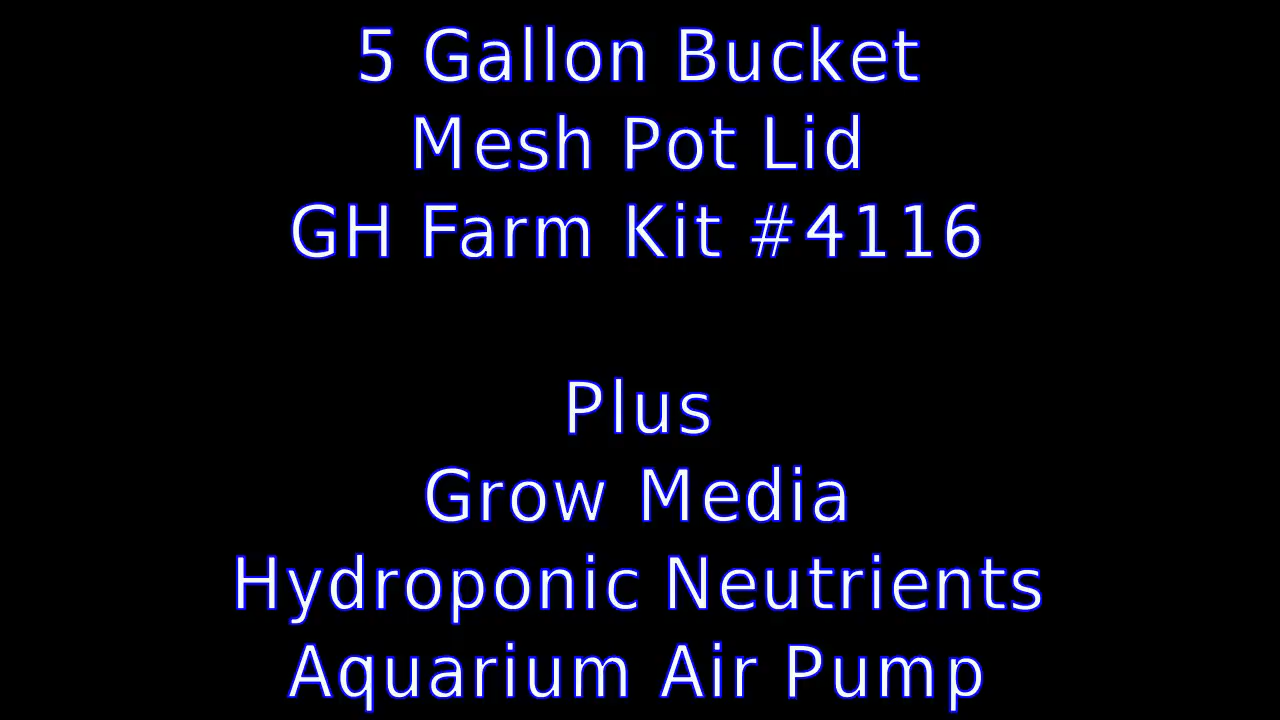 5 Gallon Bucket
Mesh Pot Lid
GH Farm Kit #4116
Plus
Grow Media
Hydroponic Neutrients
Aquarium Air Pump